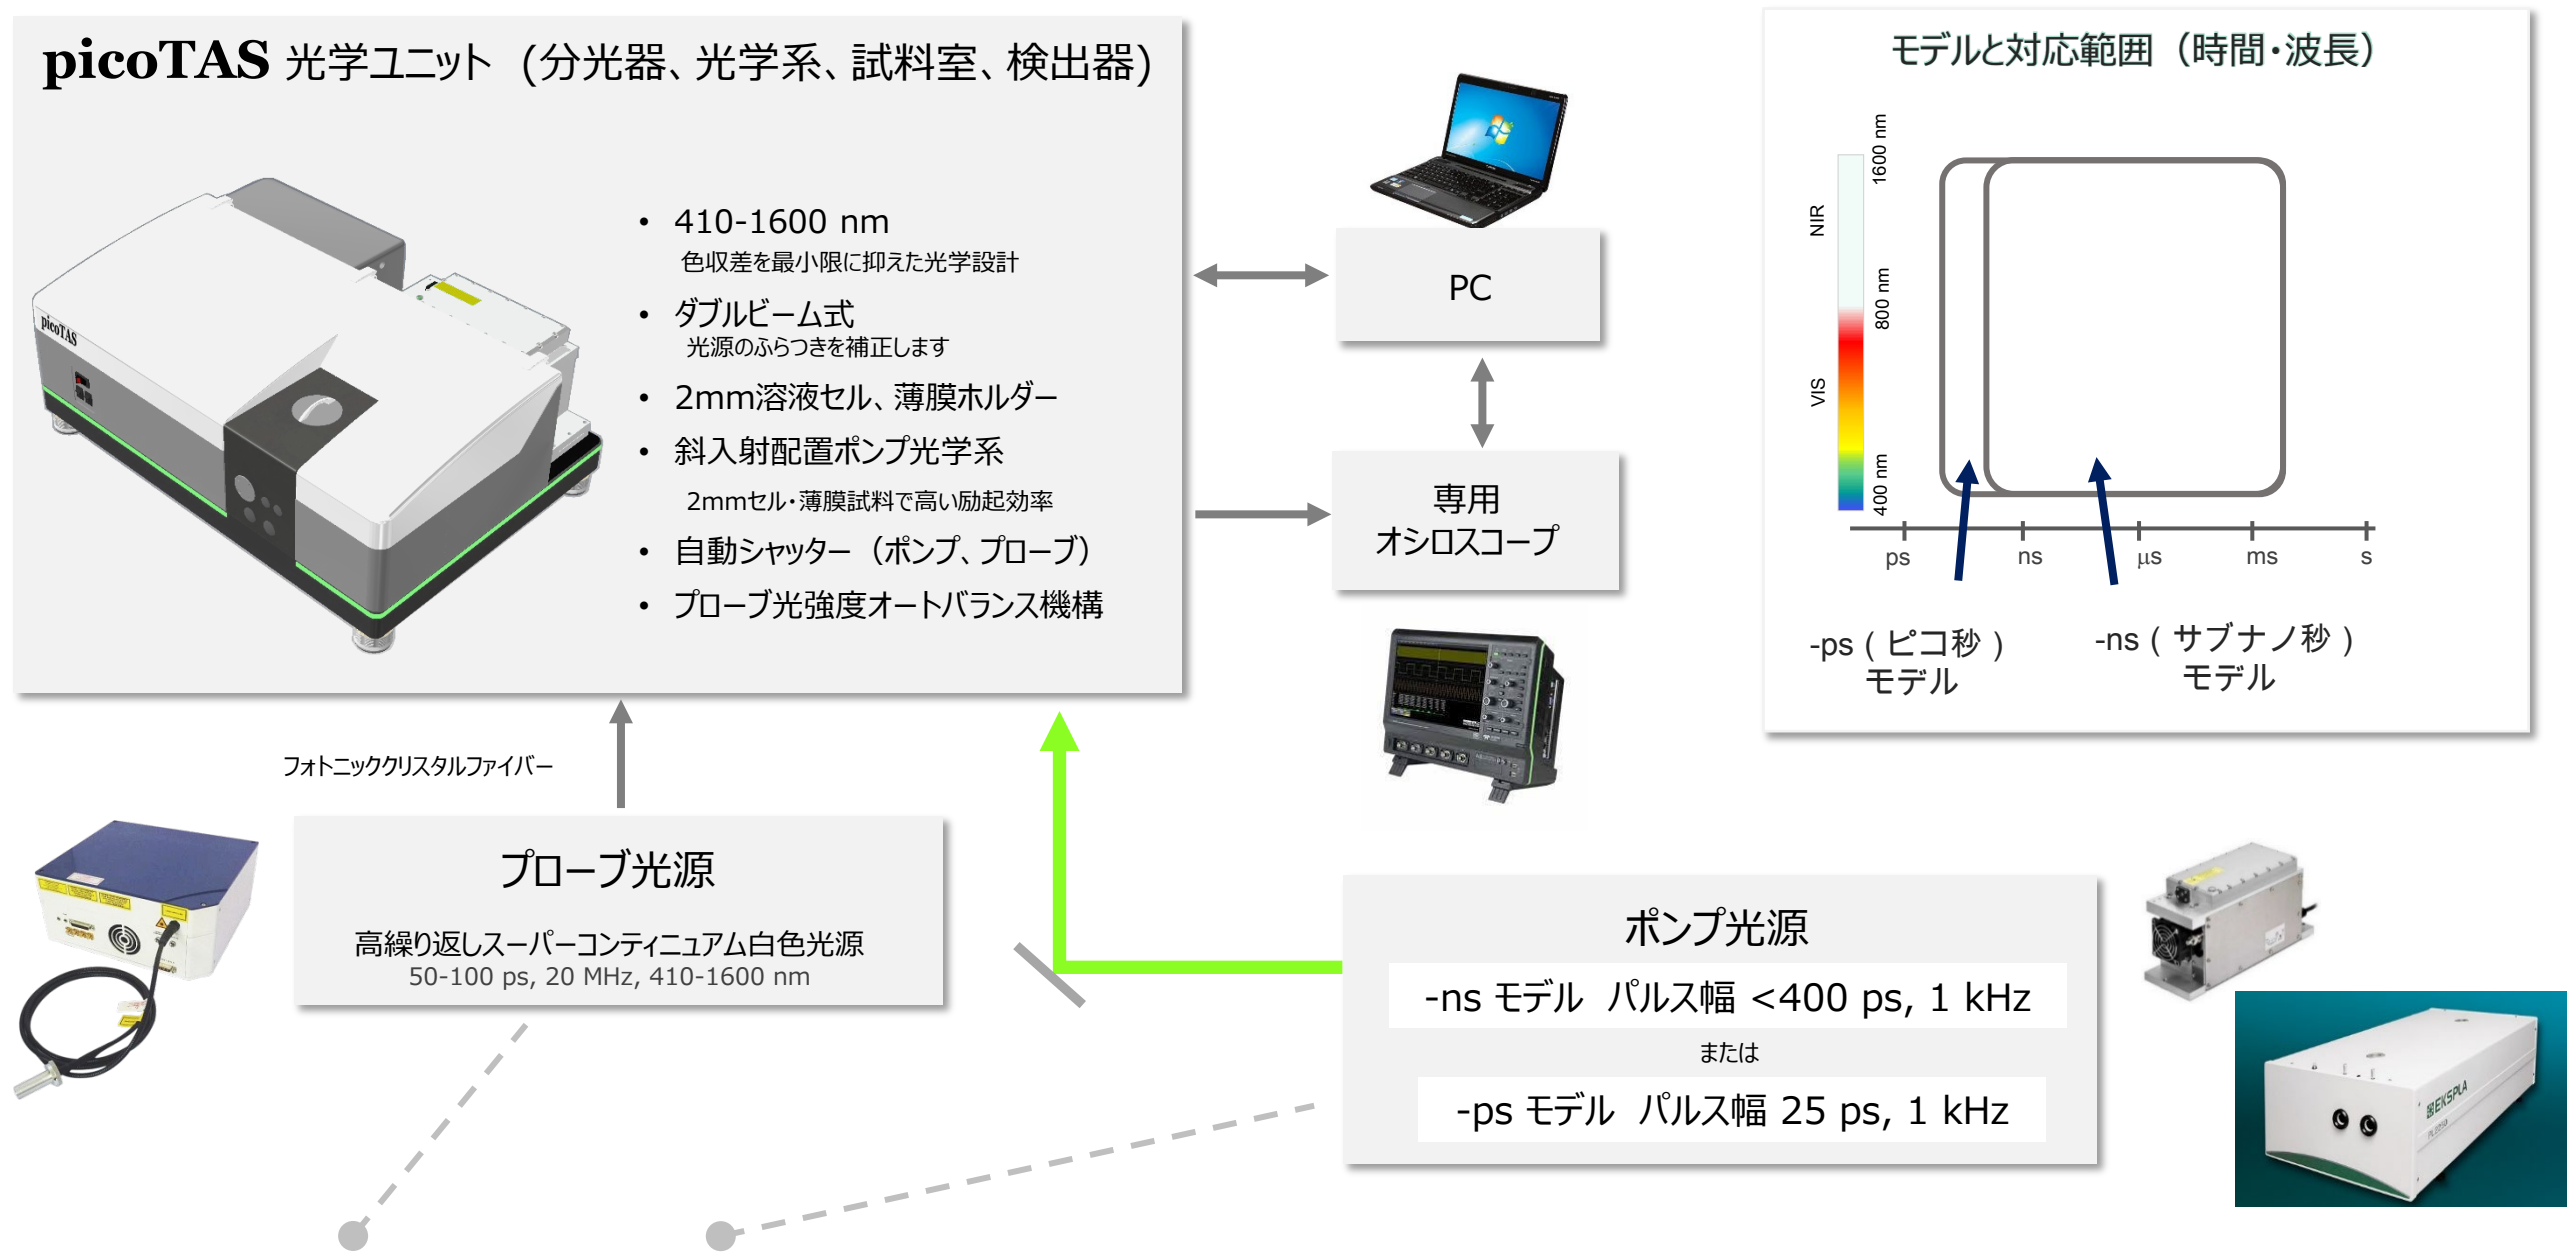 picoTAS 光学ユニット (分光器、光学系、試料室、検出器)
picoTAS
• 410-1600 nm
色収差を最小限に抑えた光学設計
• ダブルビーム式
光源のふらつきを補正します
• 2mm溶液セル、薄膜ホルダー
• 斜入射配置ポンプ光学系
2mmセル・薄膜試料で高い励起効率
• 自動シャッター（ポンプ、プローブ）
• プローブ光強度オートバランス機構
PC
専用
オシロスコープ
モデルと対応範囲（時間・波長）
1600 nm
NIR
800 nm
VIS
400 nm
ps
ns
μs
ms
s
-ps ( ピコ秒 )
モデル
-ns ( サブナノ秒 )
モデル
フォトニッククリスタルファイバー
プローブ光源
高繰り返しスーパーコンティニュアム白色光源
50-100 ps, 20 MHz, 410-1600 nm
ポンプ光源
-ns モデル パルス幅 <400 ps, 1 kHz
または
-ps モデル パルス幅 25 ps, 1 kHz
EKSPLA